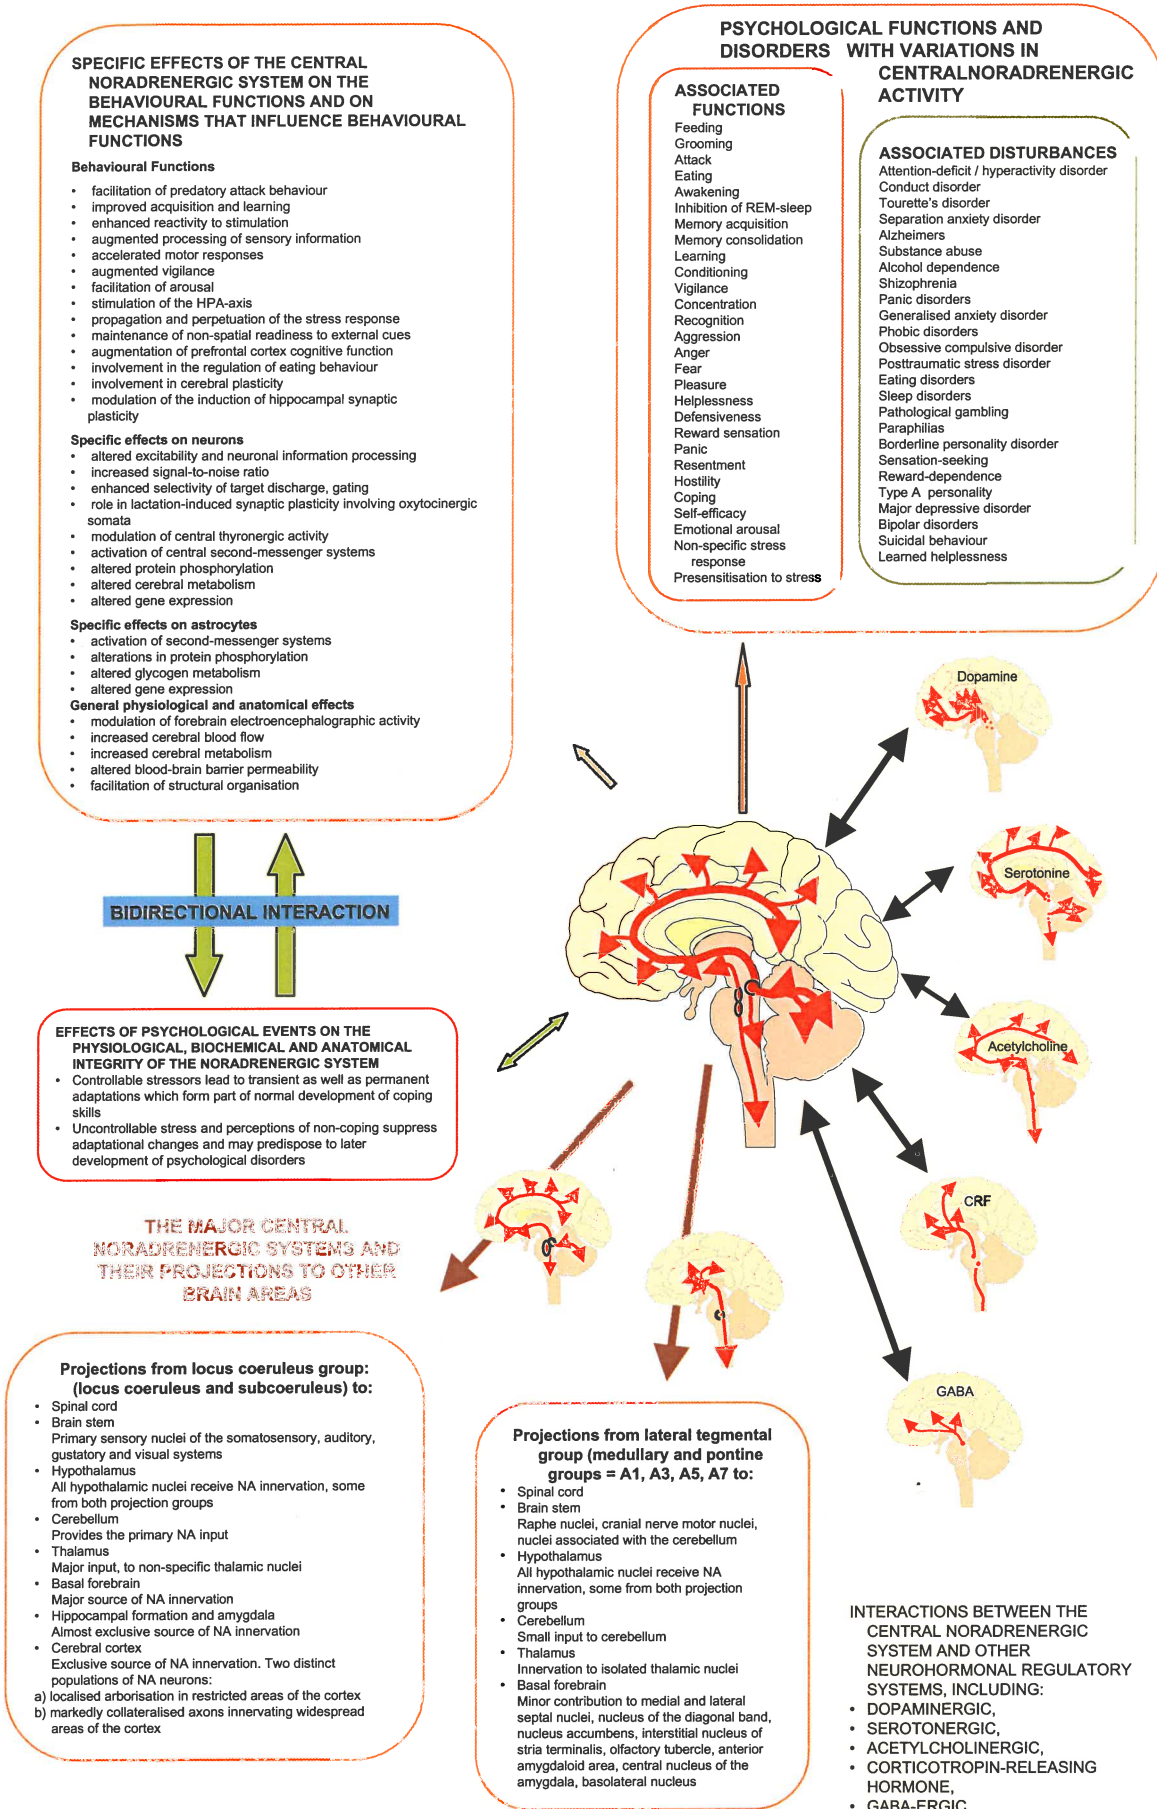 SPECIFIC EFFECTS OF THE CENTRAL
NORADRENERGIC SYSTEM ON THE
BEHAVIOURAL FUNCTIONS AND ON
MECHANISMS THAT INFLUENCE BEHAVIOURAL
FUNCTIONS
Behavioural Functions
• facilitation of predatory attack behaviour
• improved acquisition and learning
• enhanced reactivity to stimulation
• augmented processing of sensory information
• accelerated motor responses
• augmented vigilance
• facilitation of arousal
• stimulation of the HPA-axis
• propagation and perpetuation of the stress response
• maintenance of non-spatial readiness to external cues
• augmentation of prefrontal cortex cognitive function
• involvement in the regulation of eating behaviour
• involvement in cerebral plasticity
• modulation of the induction of hippocampal synaptic
plasticity
Specific effects on neurons
• altered excitability and neuronal information processing
• increased signal-to-noise ratio
• enhanced selectivity of target discharge, gating
• role in lactation-induced synaptic plasticity involving oxytocinergic
somata
• modulation of central thyronergic activity
• activation of central second-messenger systems
• altered protein phosphorylation
• altered cerebral metabolism
• altered gene expression
Specific effects on astrocytes
• activation of second-messenger systems
• alterations in protein phosphorylation
• altered glycogen metabolism
• altered gene expression
General physiological and anatomical effects
• modulation of forebrain electroencephalographic activity
• increased cerebral blood flow
• increased cerebral metabolism
• altered blood-brain barrier permeability
• facilitation of structural organisation
PSYCHOLOGICAL FUNCTIONS AND
DISORDERS WITH VARIATIONS IN
CENTRALNORADRENERGIC
ACTIVITY
ASSOCIATED
FUNCTIONS
Feeding
Grooming
Attack
Eating
Awakening
Inhibition of REM-sleep
Memory acquisition
Memory consolidation
Learning
Conditioning
Vigilance
Concentration
Recognition
Aggression
Anger
Fear
Pleasure
Helplessness
Defensiveness
Reward sensation
Panic
Resentment
Hostility
Coping
Self-efficacy
Emotional arousal
Non-specific stress
response
Presensitisation to stress
ASSOCIATED DISTURBANCES
Attention-deficit / hyperactivity disorder
Conduct disorder
Tourette's disorder
Separation anxiety disorder
Alzheimers
Substance abuse
Alcohol dependence
Shizophrenia
Panic disorders
Generalised anxiety disorder
Phobic disorders
Obsessive compulsive disorder
Posttraumatic stress disorder
Eating disorders
Sleep disorders
Pathological gambling
Paraphilias
Borderline personality disorder
Sensation-seeking
Reward-dependence
Type A personality
Major depressive disorder
Bipolar disorders
Suicidal behaviour
Learned helplessness
Dopamine
Serotonine
Acetylcholine
CRF
GABA
BIDIRECTIONAL INTERACTION
EFFECTS OF PSYCHOLOGICAL EVENTS ON THE
PHYSIOLOGICAL, BIOCHEMICAL AND ANATOMICAL
INTEGRITY OF THE NORADRENERGIC SYSTEM
• Controllable stressors lead to transient as well as permanent
adaptations which form part of normal development of coping
skills
• Uncontrollable stress and perceptions of non-coping suppress
adaptational changes and may predispose to later
development of psychological disorders
THE MAJOR CENTRAL
NORADRENERGIC SYSTEMS AND
THEIR PROJECTIONS TO OTHER
BRAIN AREAS
Projections from locus coeruleus group:
(locus coeruleus and subcoeruleus) to:
• Spinal cord
• Brain stem
Primary sensory nuclei of the somatosensory, auditory,
gustatory and visual systems
• Hypothalamus
All hypothalamic nuclei receive NA innervation, some
from both projection groups
• Cerebellum
Provides the primary NA input
• Thalamus
Major input, to non-specific thalamic nuclei
• Basal forebrain
Major source of NA innervation
• Hippocampal formation and amygdala
Almost exclusive source of NA innervation
• Cerebral cortex
Exclusive source of NA innervation. Two distinct
populations of NA neurons:
a) localised arborisation in restricted areas of the cortex
b) markedly collateralised axons innervating widespread
areas of the cortex
Projections from lateral tegmental
group (medullary and pontine
groups = A1, A3, A5, A7 to:
• Spinal cord
• Brain stem
Raphe nuclei, cranial nerve motor nuclei,
nuclei associated with the cerebellum
• Hypothalamus
All hypothalamic nuclei receive NA
innervation, some from both projection
groups
• Cerebellum
Small input to cerebellum
• Thalamus
Innervation to isolated thalamic nuclei
• Basal forebrain
Minor contribution to medial and lateral
septal nuclei, nucleus of the diagonal band,
nucleus accumbens, interstitial nucleus of
stria terminalis, olfactory tubercle, anterior
amygdaloid area, central nucleus of the
amygdala, basolateral nucleus
INTERACTIONS BETWEEN THE
CENTRAL NORADRENERGIC
SYSTEM AND OTHER
NEUROHORMONAL REGULATORY
SYSTEMS, INCLUDING:
• DOPAMINERGIC,
• SEROTONERGIC,
• ACETYLCHOLINERGIC,
• CORTICOTROPIN-RELEASING
HORMONE,
• GABA-ERGIC